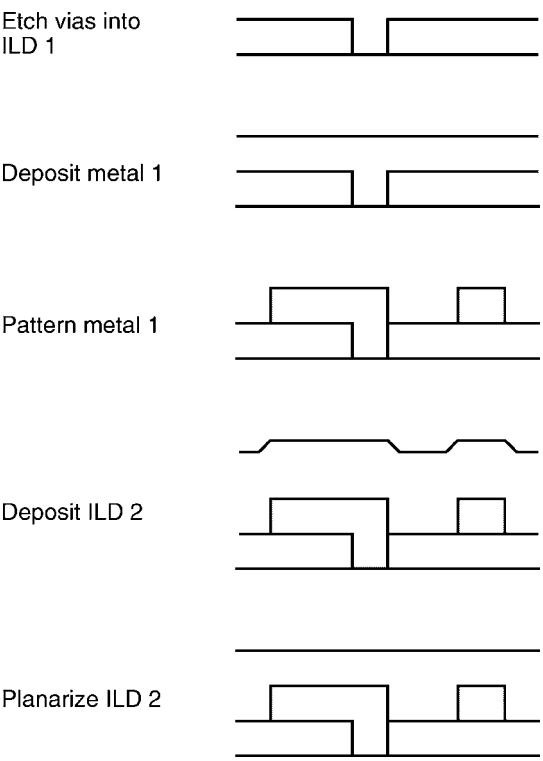 Etch vias into
ILD 1
Deposit metal 1
Pattern metal 1
Deposit ILD 2
Planarize ILD 2